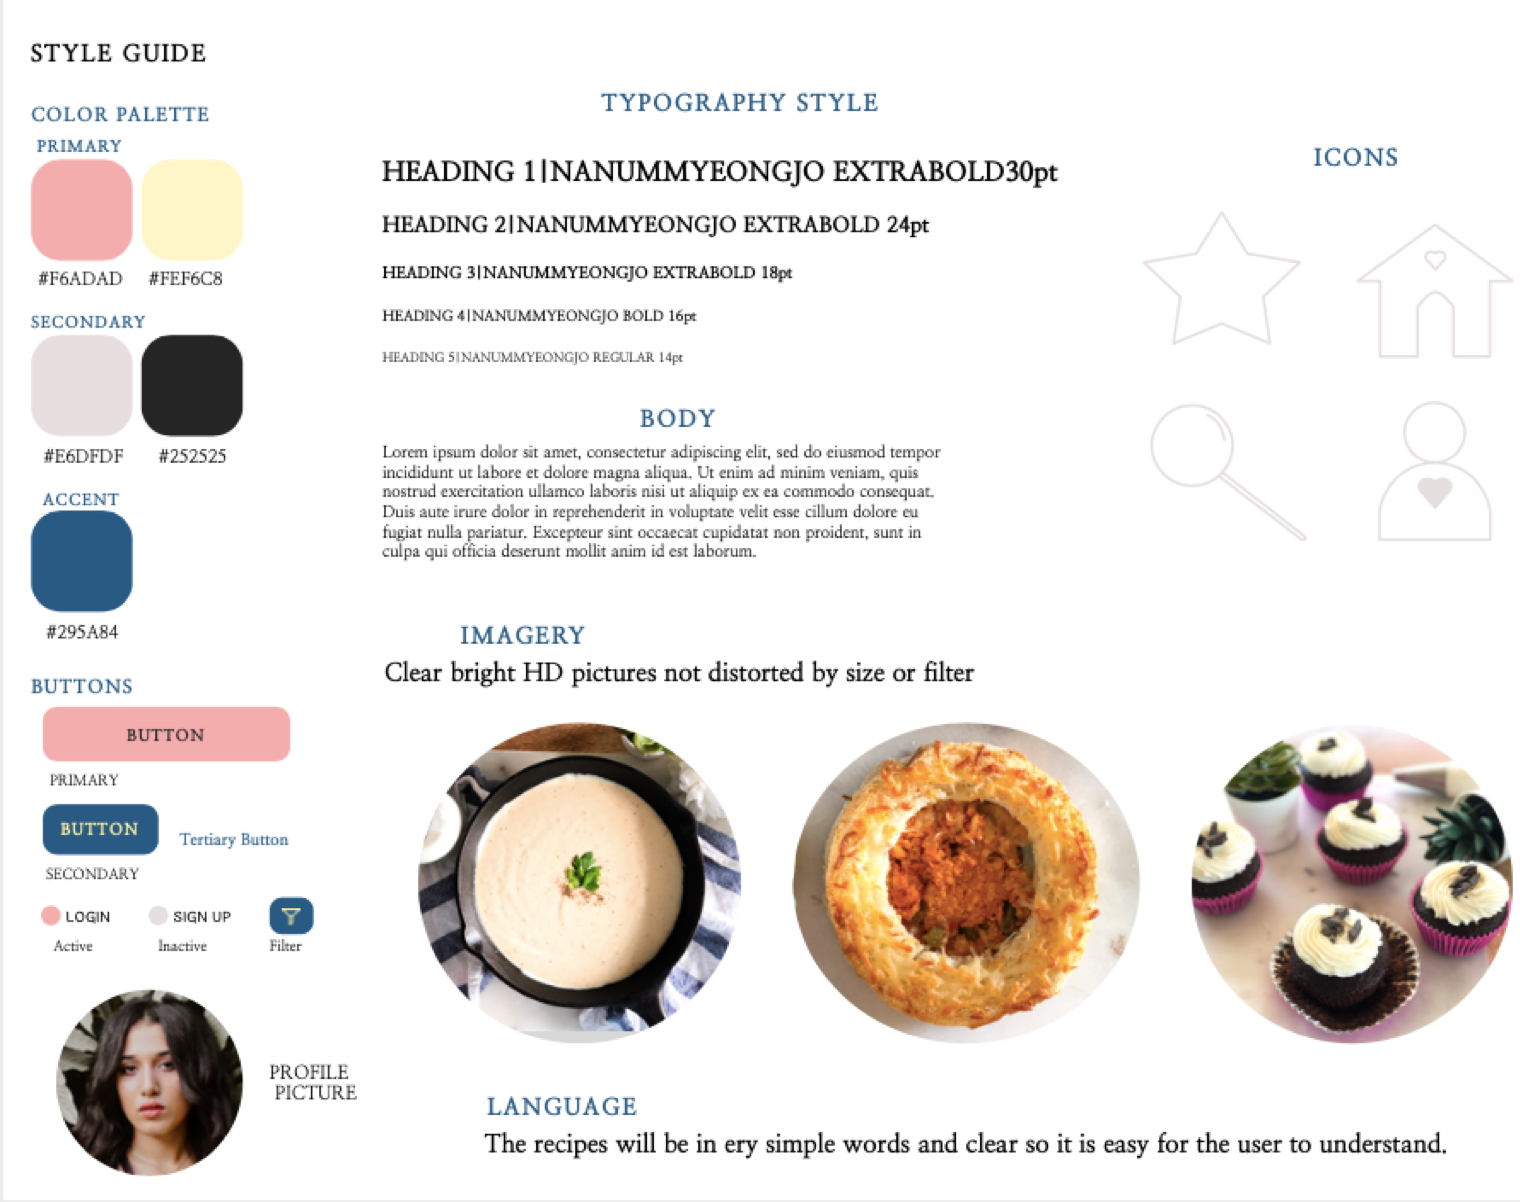 STYLE GUIDE
COLOR PALETTE
PRIMARY
#F6ADAD #FEF6C8
SECONDARY
#E6DFDF #252525
ACCENT
#295A84
BUTTONS
BUTTON
PRIMARY
BUTTON
Tertiary Button
SECONDARY
LOGIN SIGN UP
Active Inactive Filter
PROFILE
PICTURE
TYPOGRAPHY STYLE
HEADING 1|NANUMMYEONGJO EXTRABOLD30pt
HEADING 2|NANUMMYEONGJO EXTRABOLD 24pt
HEADING 3|NANUMMYEONGJO EXTRABOLD 18pt
HEADING 4|NANUMMYEONGJO BOLD 16pt
HEADING 5|NANUMMYEONGJO REGULAR 14pt
BODY
Lorem ipsum dolor sit amet, consectetur adipiscing elit, sed do eiusmod tempor
incididunt ut labore et dolore magna aliqua. Ut enim ad minim veniam, quis
nostrud exercitation ullamco laboris nisi ut aliquip ex ea commodo consequat.
Duis aute irure dolor in reprehenderit in voluptate velit esse cillum dolore eu
fugiat nulla pariatur. Excepteur sint occaecat cupidatat non proident, sunt in
culpa qui officia deserunt mollit anim id est laborum.
IMAGERY
Clear bright HD pictures not distorted by size or filter
LANGUAGE
The recipes will be in ery simple words and clear so it is easy for the user to understand.
ICONS